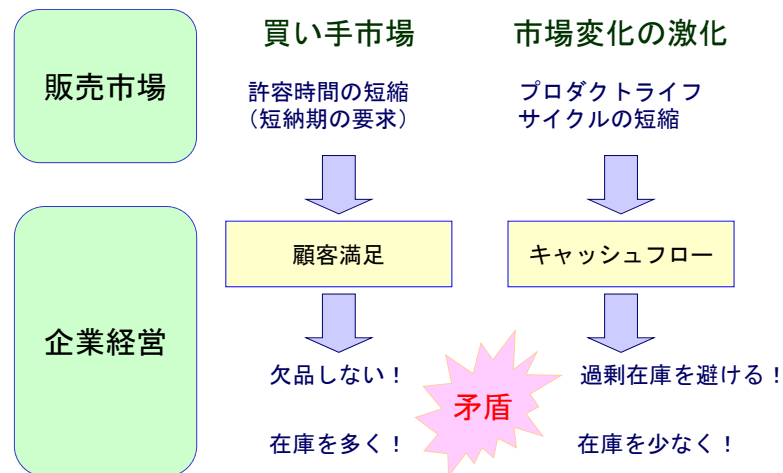 買い手市場
市場変化の激化
販売市場
許容時間の短縮
（短納期の要求）
プロダクトライフ
サイクルの短縮
顧客満足
キャッシュフロー
企業経営
欠品しない！
過剰在庫を避ける！
矛盾
在庫を多く！
在庫を少なく！